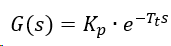 G(s) = K_p · e^{-T_t s}